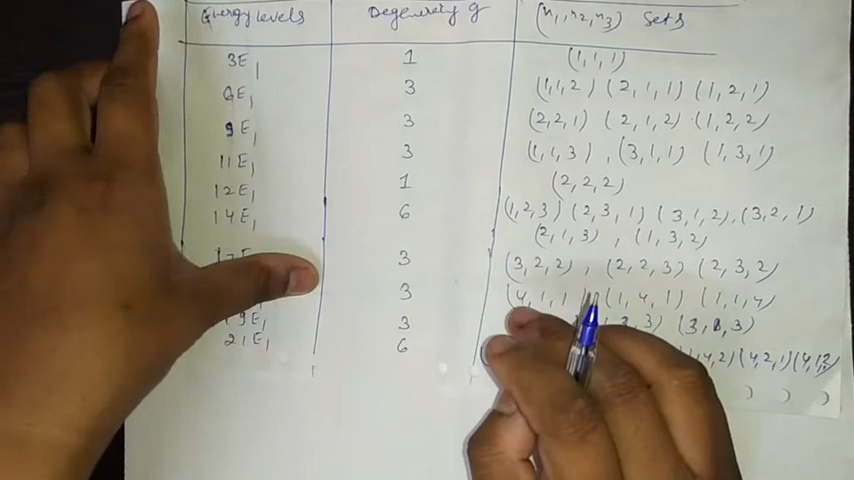 Energy levels Degeneracy g (n1, n2, n3) Sets
3E1 1 (1,1,1)
6E1 3 (1,1,2) (2,1,1) (1,2,1)
9E1 3 (2,2,1) (2,1,2) (1,2,2)
11E1 3 (1,1,3), (3,1,1) (1,3,1)
12E1 1 (2,2,2)
14E1 6 (1,2,3) (2,3,1) (3,1,2), (3,2,1)
(2,1,3), (1,3,2)
3 (3,2,2), (2,2,3) (2,3,2)
3 (4,1,1) (1,4,1) (1,1,4)
19E1 3 (3,1,3)
21E1 6 (4,2,1)